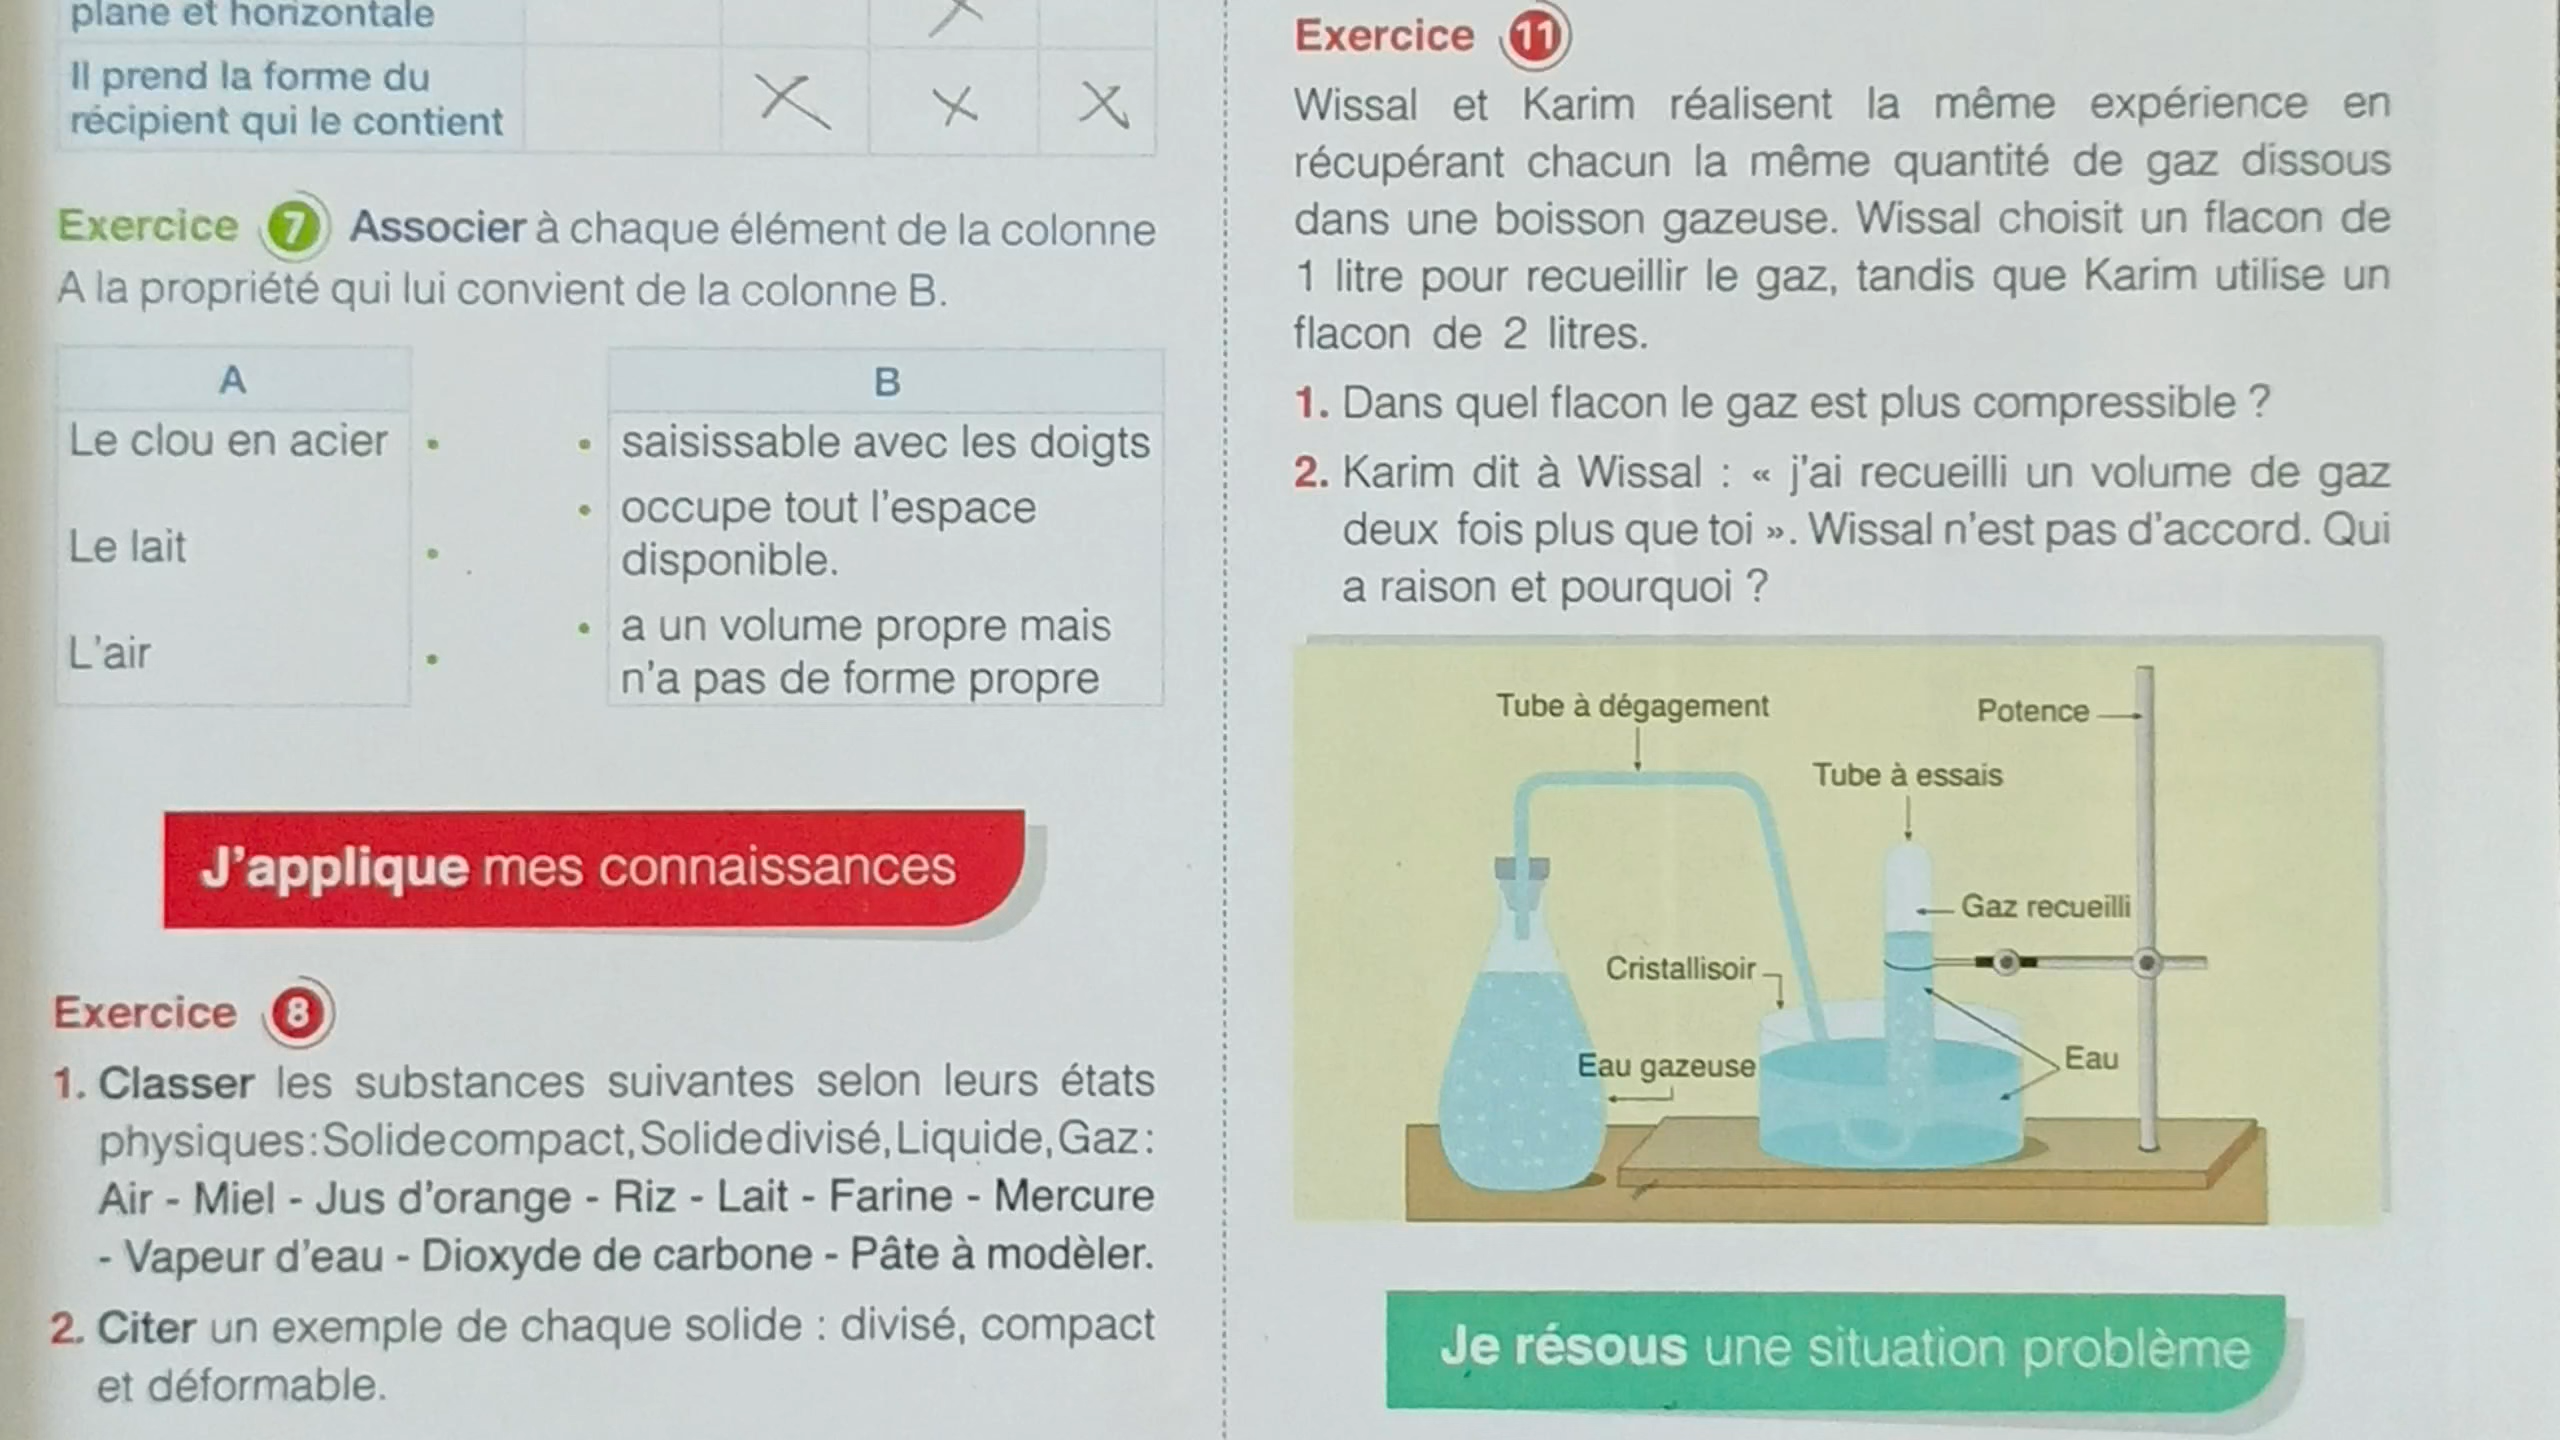 plane et horizontale
Il prend la forme du
récipient qui le contient
Exercice 7 Associer à chaque élément de la colonne
A la propriété qui lui convient de la colonne B.
A
Le clou en acier
Le lait
L'air
B
saisissable avec les doigts
occupe tout l'espace
disponible.
a un volume propre mais
n'a pas de forme propre
J'applique mes connaissances
Exercice 8
1. Classer les substances suivantes selon leurs états
physiques : Solide compact, Solide divisé, Liquide, Gaz :
Air - Miel - Jus d'orange - Riz - Lait - Farine - Mercure
- Vapeur d'eau - Dioxyde de carbone - Pâte à modèler.
2. Citer un exemple de chaque solide : divisé, compact
et déformable.
Exercice 11
Wissal et Karim réalisent la même expérience en
récupérant chacun la même quantité de gaz dissous
dans une boisson gazeuse. Wissal choisit un flacon de
1 litre pour recueillir le gaz, tandis que Karim utilise un
flacon de 2 litres.
1. Dans quel flacon le gaz est plus compressible ?
2. Karim dit à Wissal : « j'ai recueilli un volume de gaz
deux fois plus que toi ». Wissal n'est pas d'accord. Qui
a raison et pourquoi ?
Tube à dégagement
Potence
Tube à essais
Gaz recueilli
Cristallisoir
Eau gazeuse
Eau
Je résous une situation problème